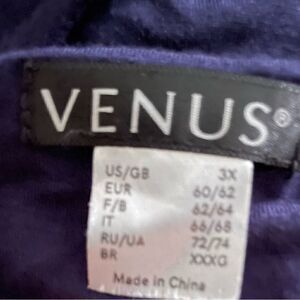 VENUS®
US/GB 3X
EUR 60/62
F/B 62/64
IT 66/68
RU/UA 72/74
BR XXXG
Made in China